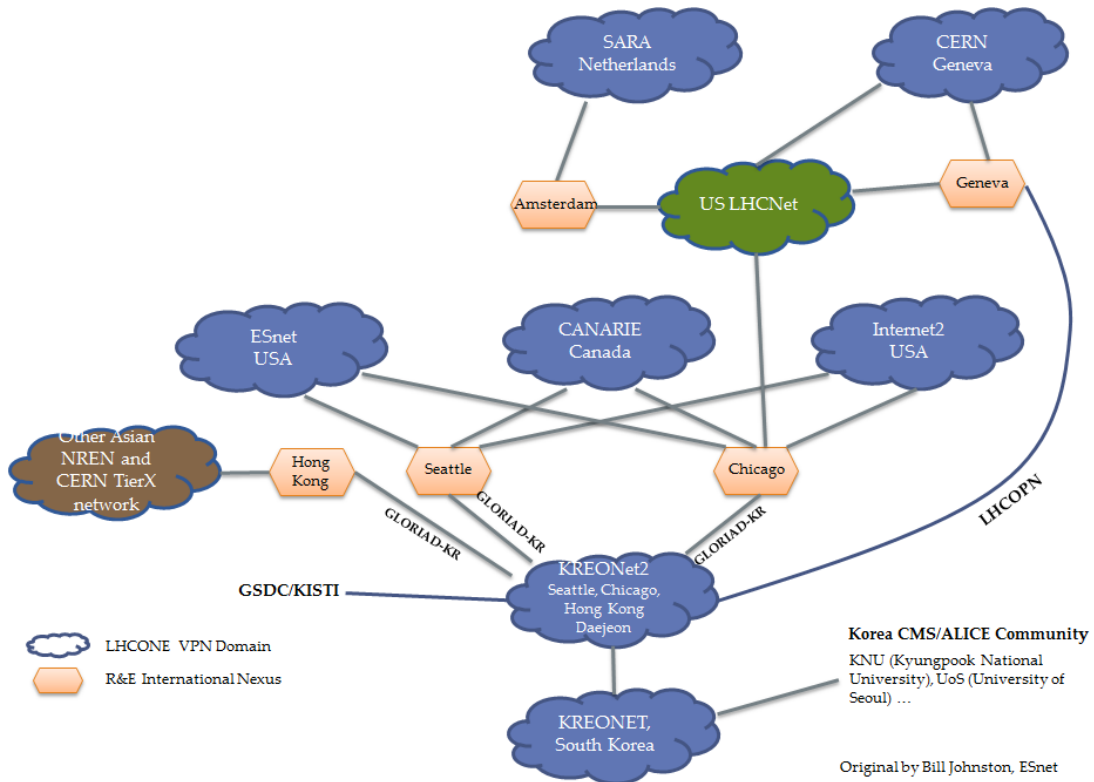 SARA
Netherlands
CERN
Geneva
Amsterdam
US LHCNet
Geneva
ESnet
USA
CANARIE
Canada
Internet2
USA
Other Asian
NREN and
CERN TierX
network
Hong
Kong
Seattle
Chicago
GLORIAD-KR
GLORIAD-KR
GLORIAD-KR
LHCOPN
GSDC/KISTI
KREONet2
Seattle, Chicago,
Hong Kong
Daejeon
LHCONE VPN Domain
R&E International Nexus
Korea CMS/ALICE Community
KNU (Kyungpook National
University), UoS (University of
Seoul) ...
KREONET,
South Korea
Original by Bill Johnston, ESnet